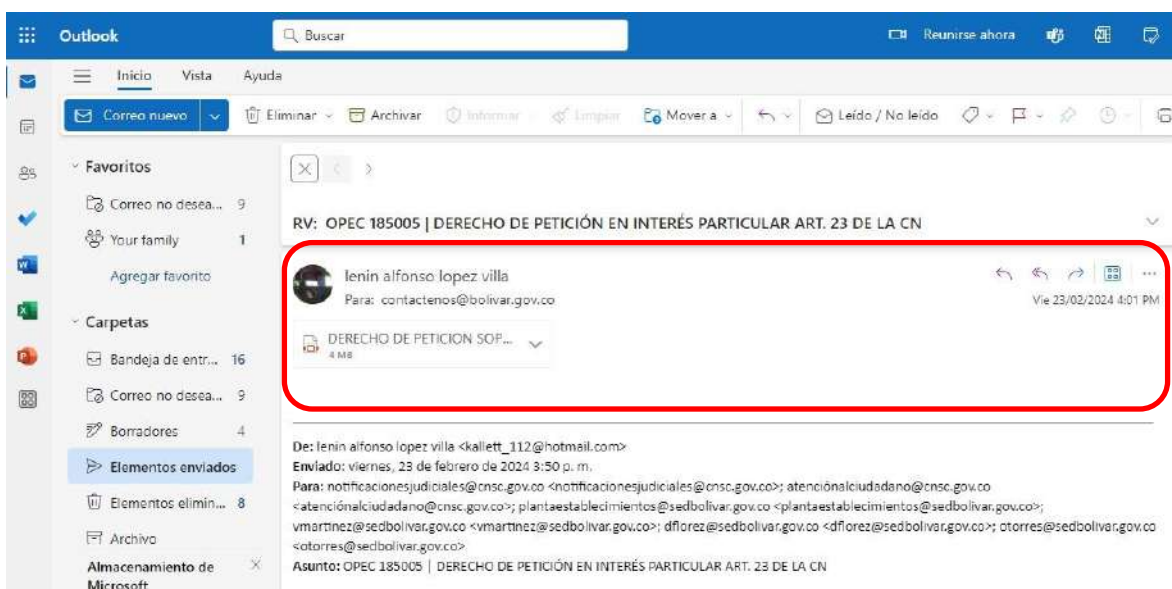 Outlook
Buscar
Reunirse ahora
Inicio Vista Ayuda
Correo nuevo Eliminar Archivar Informar Limpiar Mover a Leído / No leído
Favoritos
Correo no desea... 9
Your family 1
Agregar favorito
Carpetas
Bandeja de entr... 16
Correo no desea... 9
Borradores 4
Elementos enviados
Elementos elimin... 8
Archivo
Almacenamiento de
Microsoft
RV: OPEC 185005 | DERECHO DE PETICIÓN EN INTERÉS PARTICULAR ART. 23 DE LA CN
lenin alfonso lopez villa
Para: contactenos@bolivar.gov.co
Vie 23/02/2024 4:01 PM
DERECHO DE PETICION SOP...
4 MB
De: lenin alfonso lopez villa <kallett_112@hotmail.com>
Enviado: viernes, 23 de febrero de 2024 3:50 p. m.
Para: notificacionesjudiciales@cnsc.gov.co <notificacionesjudiciales@cnsc.gov.co>; atenciónalciudadano@cnsc.gov.co
<atenciónalciudadano@cnsc.gov.co>; plantaestablecimientos@sedbolivar.gov.co <plantaestablecimientos@sedbolivar.gov.co>;
vmartinez@sedbolivar.gov.co <vmartinez@sedbolivar.gov.co>; dflorez@sedbolivar.gov.co <dflorez@sedbolivar.gov.co>; otorres@sedbolivar.gov.co
<otorres@sedbolivar.gov.co>
Asunto: OPEC 185005 | DERECHO DE PETICIÓN EN INTERÉS PARTICULAR ART. 23 DE LA CN